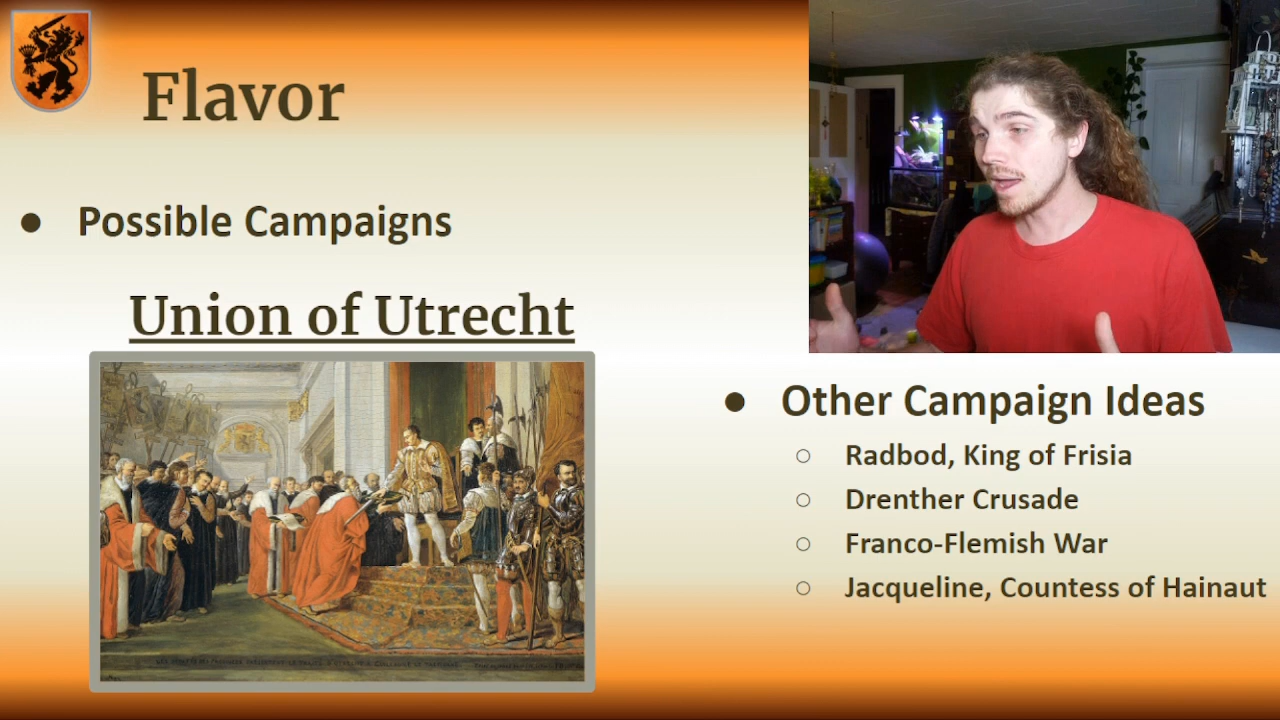 Flavor
● Possible Campaigns
Union of Utrecht
● Other Campaign Ideas
○ Radbod, King of Frisia
○ Drenther Crusade
○ Franco-Flemish War
○ Jacqueline, Countess of Hainaut